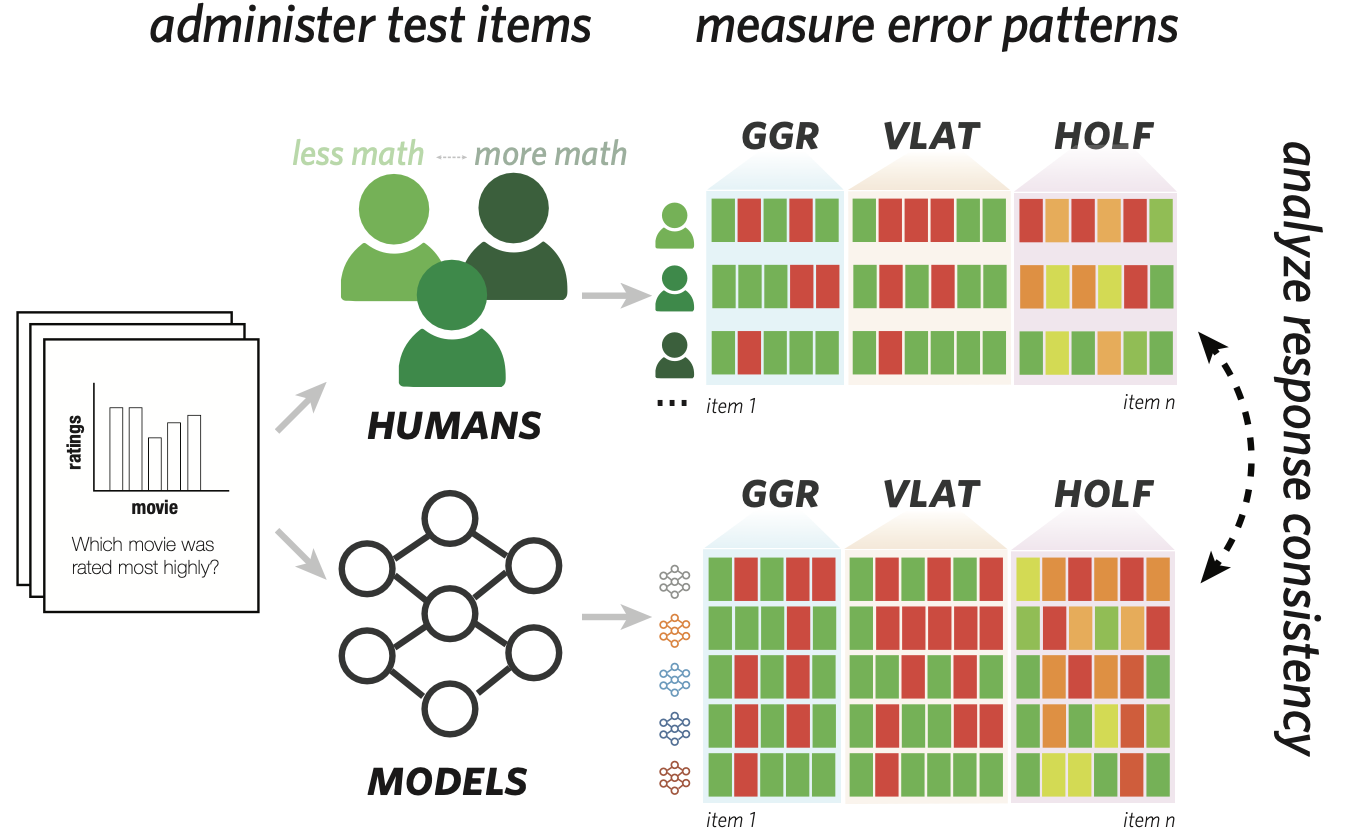 administer test items
measure error patterns
less math
more math
HUMANS
ratings
movie
Which movie was
rated most highly?
MODELS
GGR
VLAT
HOLF
...
item 1
item n
GGR
VLAT
HOLF
item 1
item n
analyze response consistency